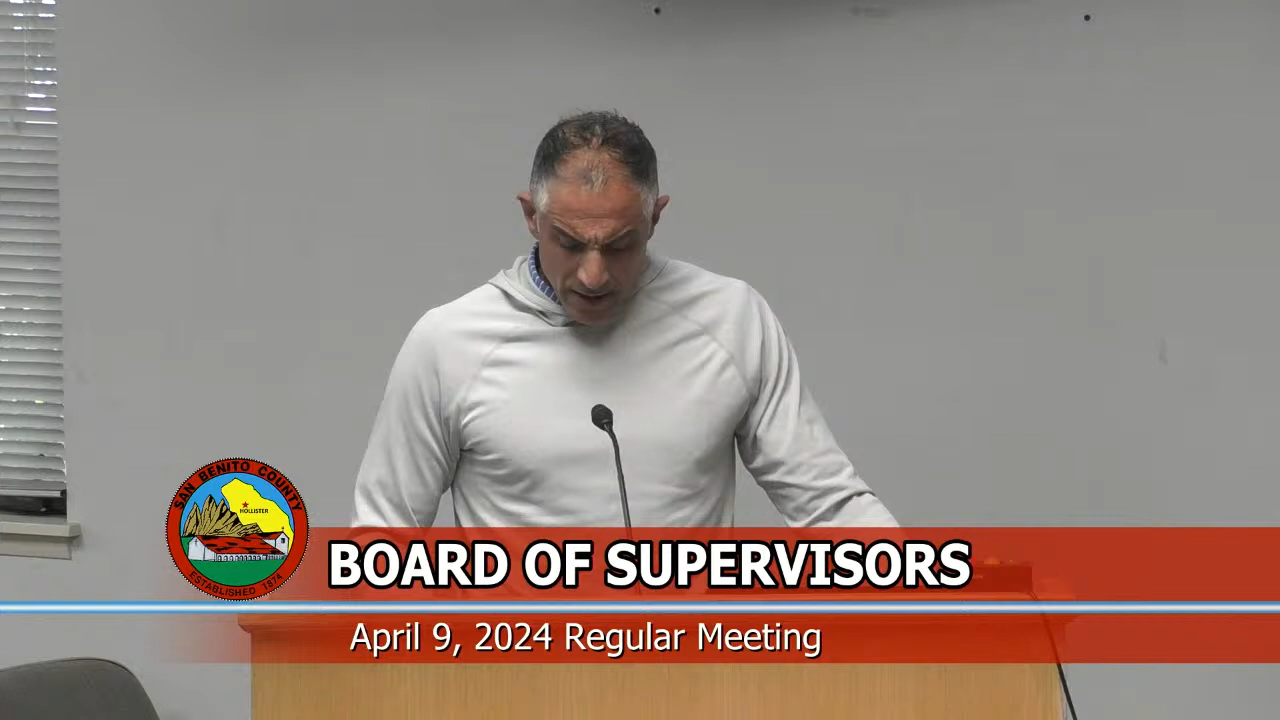 SAN BENITO COUNTY
HOLLISTER
ESTABLISHED 1874
BOARD OF SUPERVISORS
April 9, 2024 Regular Meeting